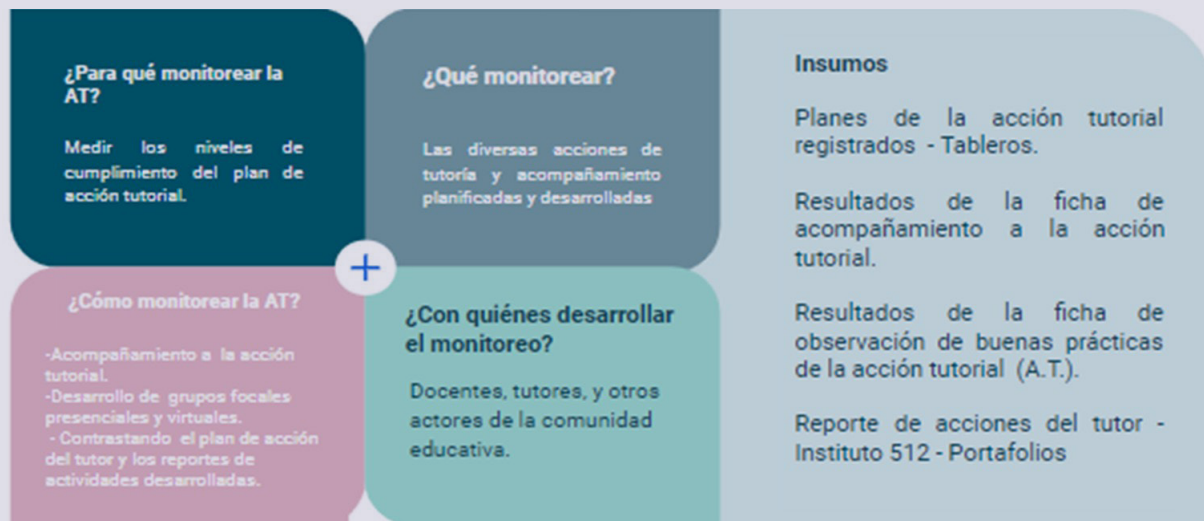 ¿Para qué monitorear la
AT?
Medir los niveles de
cumplimiento del plan de
acción tutorial.
¿Qué monitorear?
Las diversas acciones de
tutoría y acompañamiento
planificadas y desarrolladas
¿Cómo monitorear la AT?
-Acompañamiento a la acción
tutorial.
-Desarrollo de grupos focales
presenciales y virtuales.
- Contrastando el plan de acción
del tutor y los reportes de
actividades desarrolladas.
¿Con quiénes desarrollar
el monitoreo?
Docentes, tutores, y otros
actores de la comunidad
educativa.
Insumos
Planes de la acción tutorial
registrados - Tableros.
Resultados de la ficha de
acompañamiento a la acción
tutorial.
Resultados de la ficha de
observación de buenas prácticas
de la acción tutorial (A.T.).
Reporte de acciones del tutor -
Instituto 512 - Portafolios